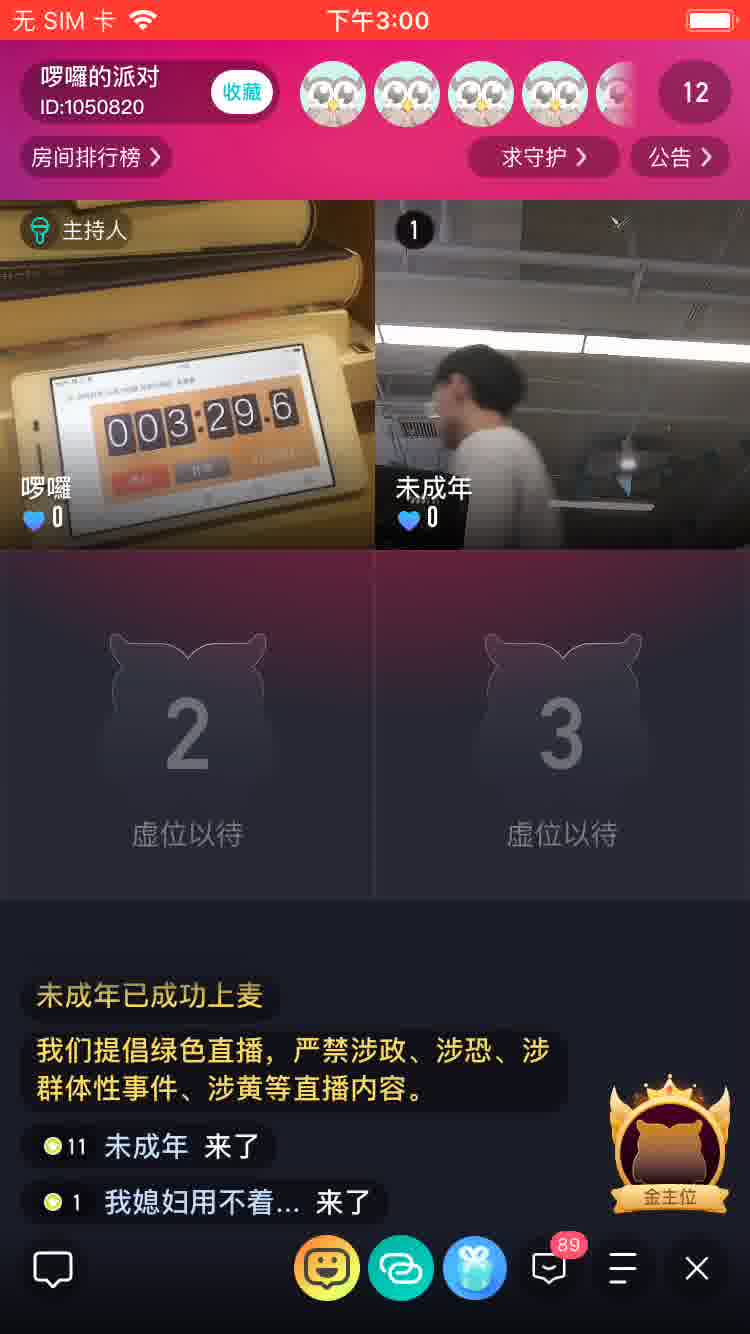 无 SIM 卡
下午3:00
啰囉的派对
ID:1050820
收藏
12
房间排行榜
求守护
公告
主持人
1
003:29.6
啰囉
0
未成年
0
2
3
虚位以待
虚位以待
未成年已成功上麦
我们提倡绿色直播，严禁涉政、涉恐、涉
群体性事件、涉黄等直播内容。
11 未成年 来了
1 我媳妇用不着... 来了
金主位
89